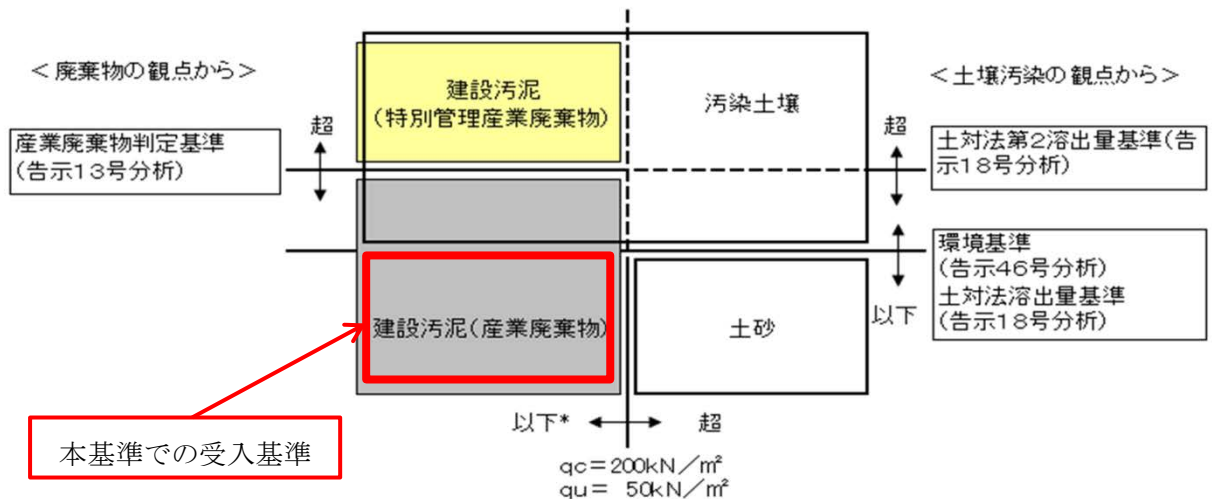 ＜廃棄物の観点から＞
産業廃棄物判定基準
(告示13号分析)
超
建設汚泥
(特別管理産業廃棄物)
汚染土壌
＜土壌汚染の観点から＞
超
土対法第2溶出量基準(告
示18号分析)
環境基準
(告示46号分析)
土対法溶出量基準
(告示18号分析)
以下
建設汚泥(産業廃棄物)
土砂
本基準での受入基準
以下*
超
qc＝200kN／m²
qu＝ 50kN／m²